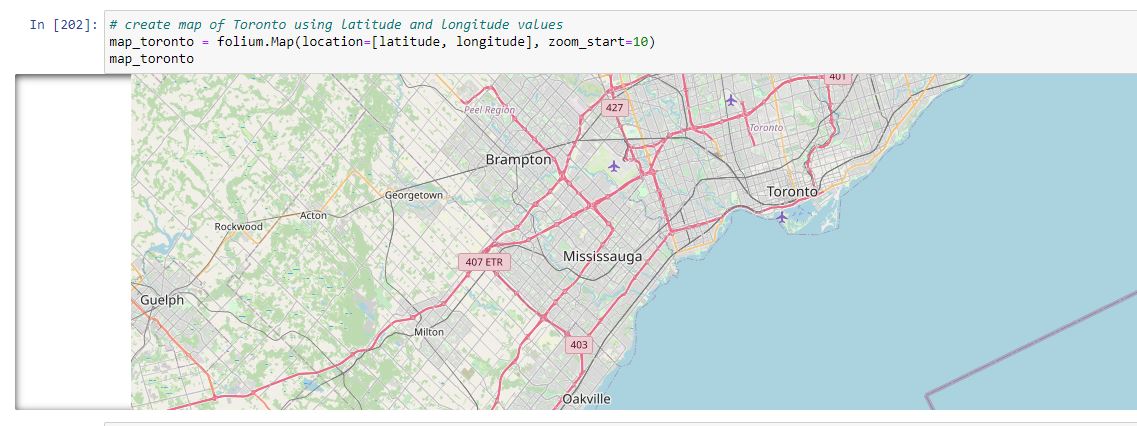 In [202]: # create map of Toronto using latitude and longitude values
map_toronto = folium.Map(location=[latitude, longitude], zoom_start=10)
map_toronto
401
427
Peel Region
Toronto
Brampton
Toronto
Georgetown
Acton
Rockwood
Mississauga
407 ETR
Guelph
Milton
403
Oakville